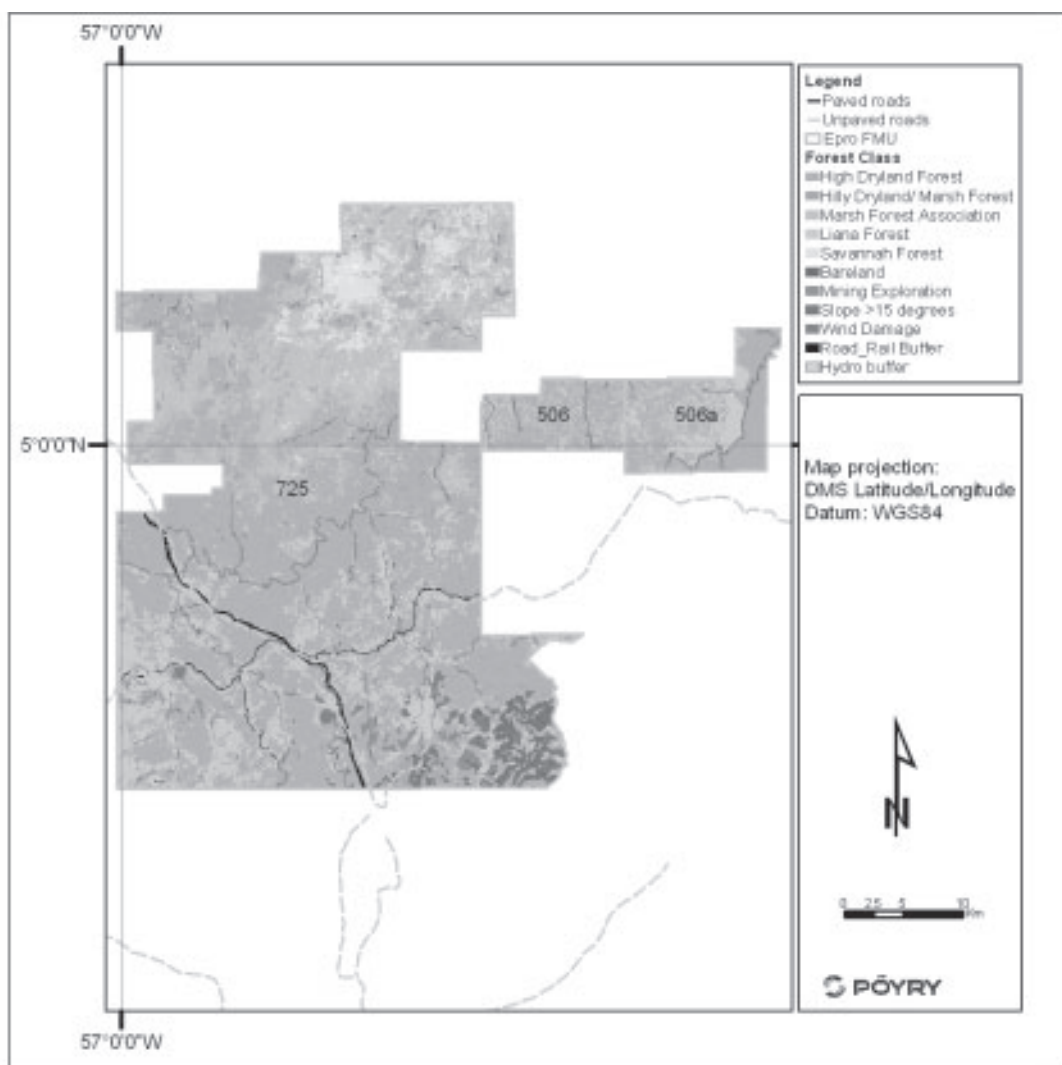 57°0'0"W
Legend
Paved roads
Unpaved roads
Epro FMU
Forest Class
High Dryland Forest
Hilly Dryland/ Marsh Forest
Marsh Forest Association
Liana Forest
Savannah Forest
Bareland
Mining Exploration
Slope >15 degrees
Wind Damage
Road_Rail Buffer
Hydro buffer
506
506a
5°0'0"N
725
Map projection:
DMS Latitude/Longitude
Datum: WGS84
N
0 2.5 5 10
Km
PÖYRY
57°0'0"W